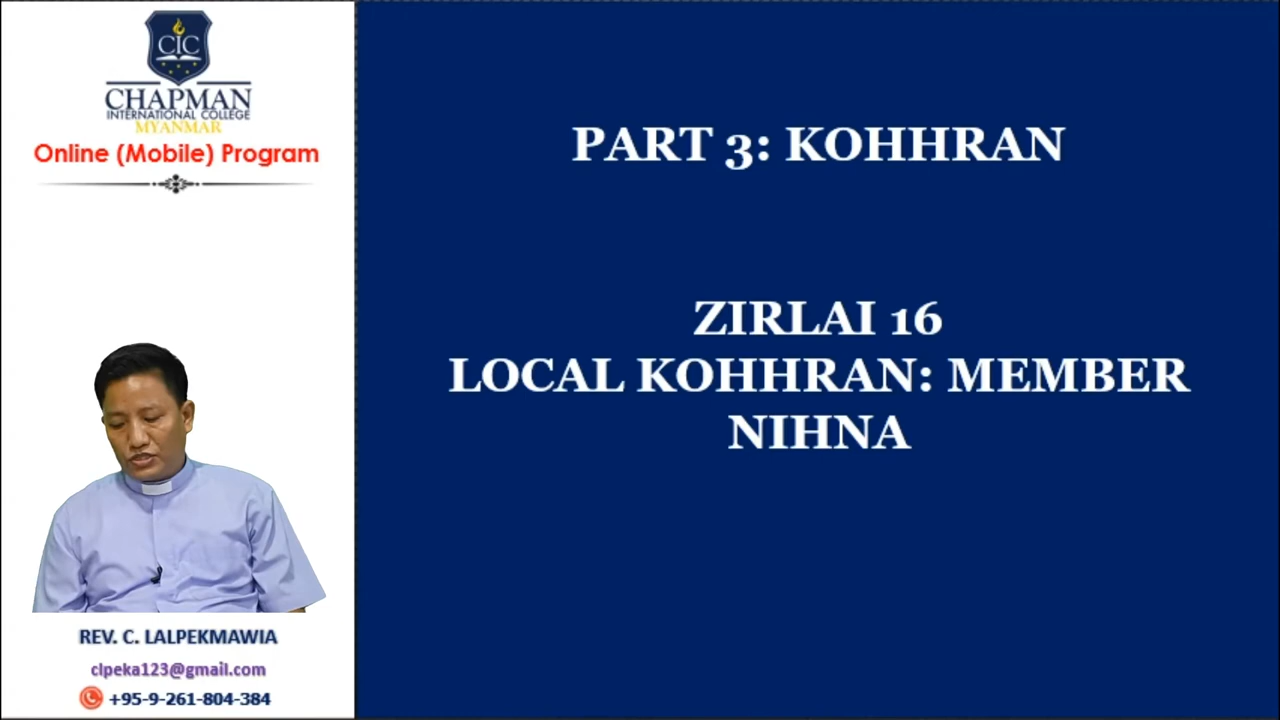 CIC
CHAPMAN
INTERNATIONAL COLLEGE
MYANMAR
Online (Mobile) Program
REV. C. LALPEKMAWIA
clpeka123@gmail.com
+95-9-261-804-384
PART 3: KOHHRAN
ZIRLAI 16
LOCAL KOHHRAN: MEMBER
NIHNA